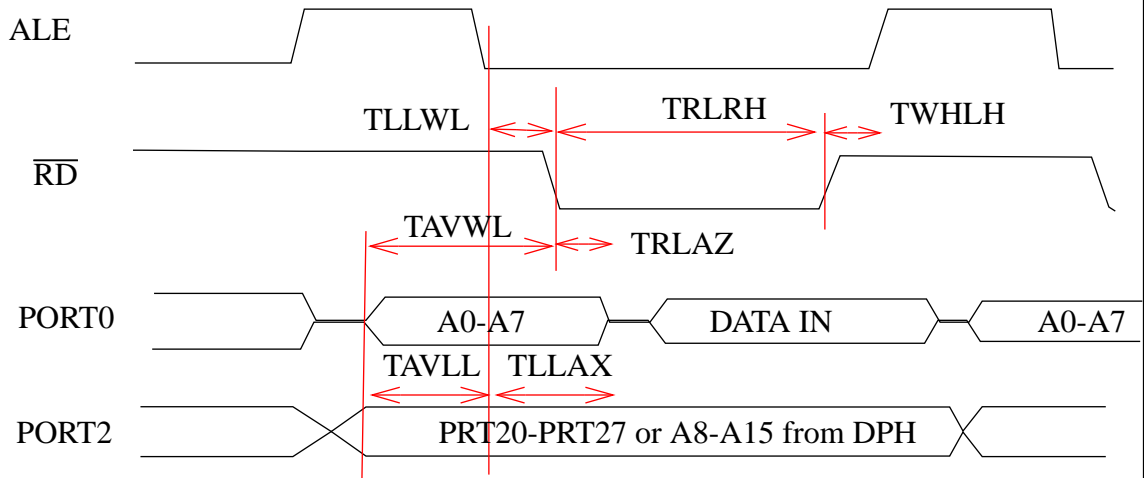 ALE
TLLWL
TRLRH
TWHLH
RD
TAVWL
TRLAZ
PORT0
A0-A7
DATA IN
A0-A7
TAVLL
TLLAX
PORT2
PRT20-PRT27 or A8-A15 from DPH